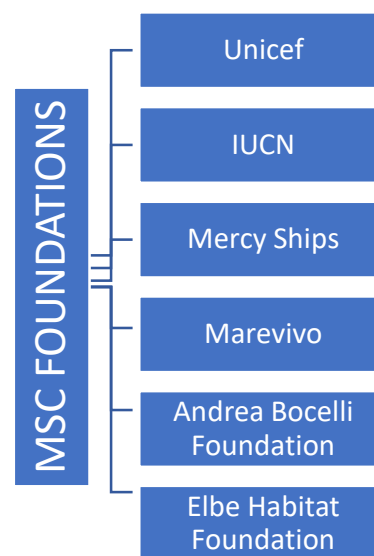 MSC FOUNDATIONS
Unicef
IUCN
Mercy Ships
Marevivo
Andrea Bocelli
Foundation
Elbe Habitat
Foundation